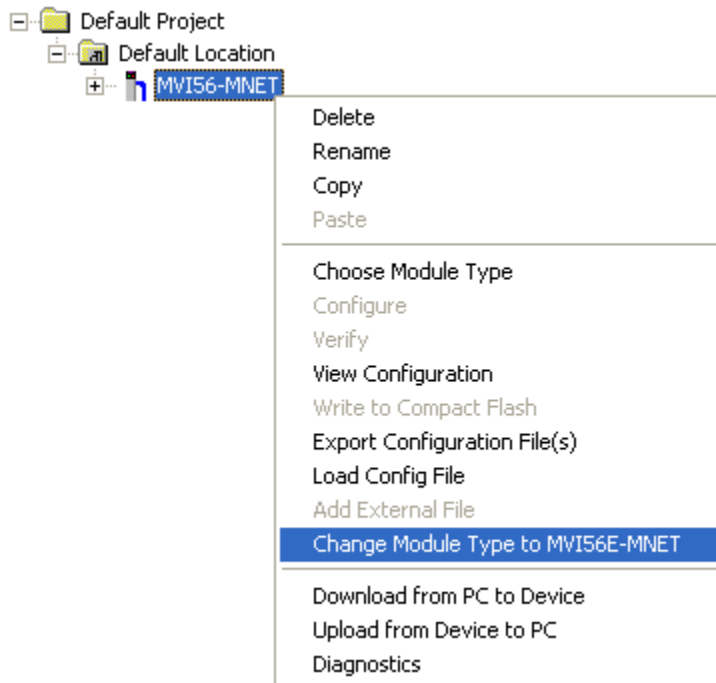 Default Project
Default Location
MVI56-MNET
Delete
Rename
Copy
Paste
Choose Module Type
Configure
Verify
View Configuration
Write to Compact Flash
Export Configuration File(s)
Load Config File
Add External File
Change Module Type to MVI56E-MNET
Download from PC to Device
Upload from Device to PC
Diagnostics